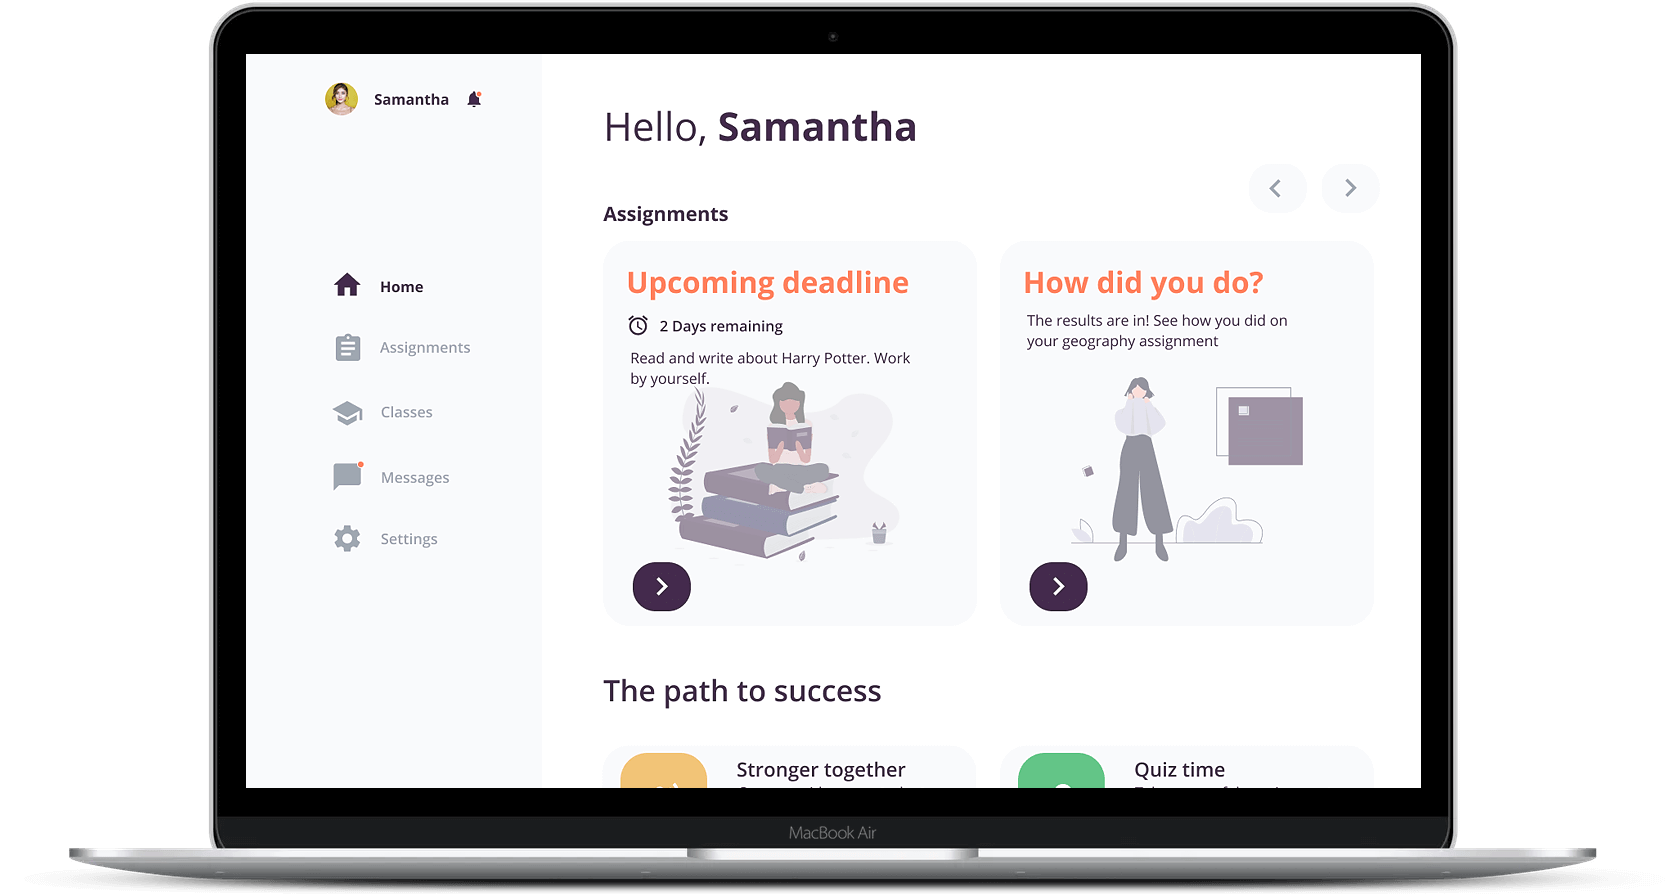 Samantha
Hello, Samantha
Assignments
Home
Assignments
Classes
Messages
Settings
Upcoming deadline
2 Days remaining
Read and write about Harry Potter. Work
by yourself.
How did you do?
The results are in! See how you did on
your geography assignment
The path to success
Stronger together
Quiz time
MacBook Air